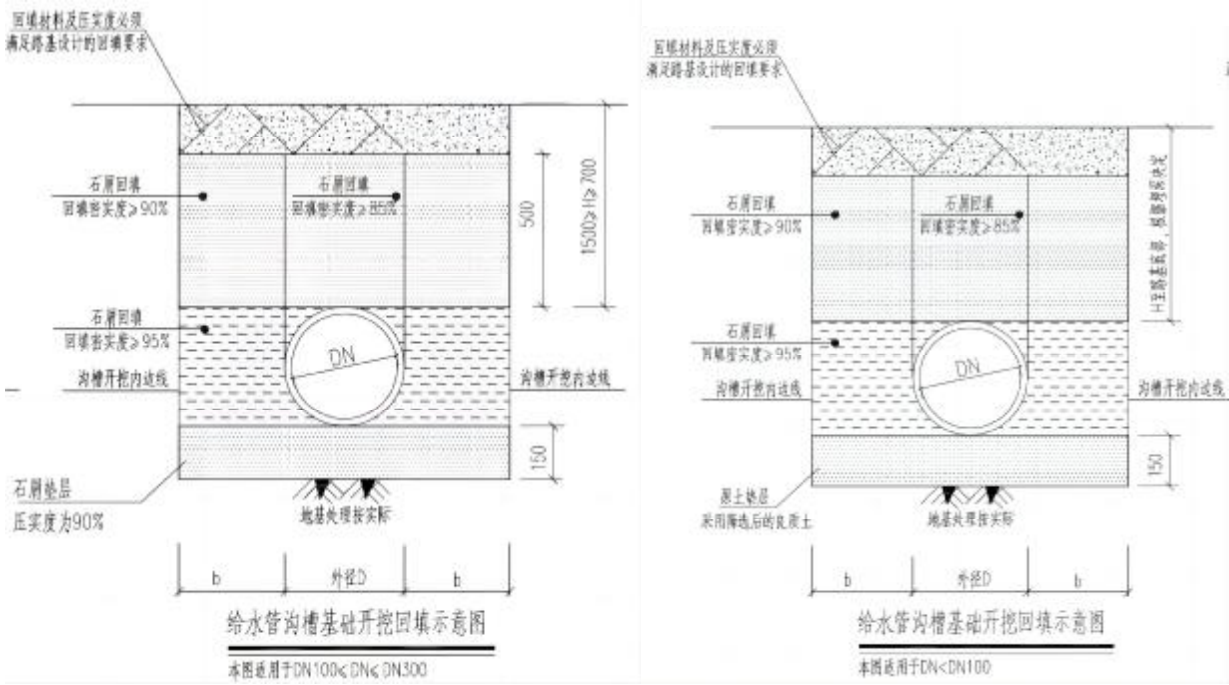 回填材料及压实度必须
满足路基设计的回填要求
石屑回填
回填密实度≥90%
石屑回填
回填密实度≥85%
500
1500≥H≥700
石屑回填
回填密实度≥95%
DN
沟槽开挖内边线
沟槽开挖内边线
150
石屑垫层
压实度为90%
地基处理按实际
b
外径D
b
给水管沟槽基础开挖回填示意图
本图适用于DN100≤DN≤DN300
回填材料及压实度必须
满足路基设计的回填要求
石屑回填
回填密实度≥90%
石屑回填
回填密实度≥85%
H至路基底部，根据现场决定
石屑回填
回填密实度≥95%
DN
沟槽开挖内边线
沟槽开挖内边线
150
原土垫层
采用筛选后的良质土
地基处理按实际
b
外径D
b
给水管沟槽基础开挖回填示意图
本图适用于DN<DN100